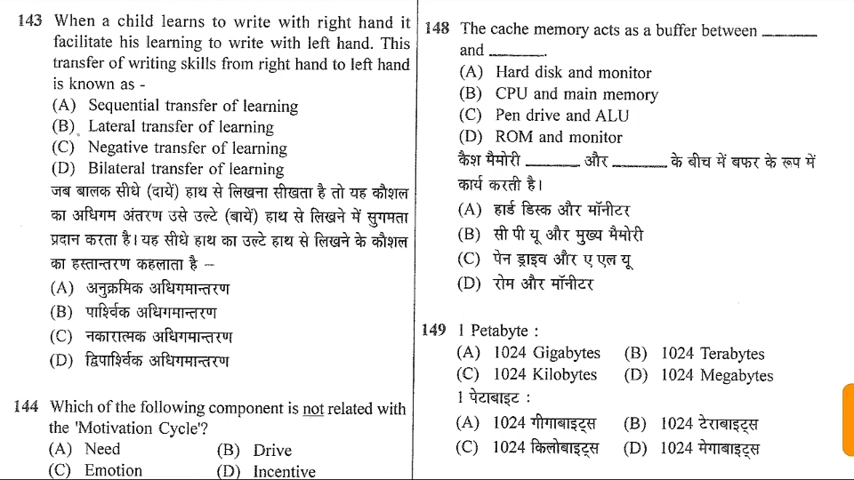 143 When a child learns to write with right hand it
facilitate his learning to write with left hand. This
transfer of writing skills from right hand to left hand
is known as -
(A) Sequential transfer of learning
(B) Lateral transfer of learning
(C) Negative transfer of learning
(D) Bilateral transfer of learning
जब बालक सीधे (दायें) हाथ से लिखना सीखता है तो यह कौशल
का अधिगम अंतरण उसे उल्टे (बायें) हाथ से लिखने में सुगमता
प्रदान करता है। यह सीधे हाथ का उल्टे हाथ से लिखने के कौशल
का हस्तान्तरण कहलाता है –
(A) अनुक्रमिक अधिगमान्तरण
(B) पार्श्विक अधिगमान्तरण
(C) नकारात्मक अधिगमान्तरण
(D) द्विपार्श्विक अधिगमान्तरण
144 Which of the following component is not related with
the 'Motivation Cycle'?
(A) Need (B) Drive
(C) Emotion (D) Incentive
148 The cache memory acts as a buffer between ________
and ________.
(A) Hard disk and monitor
(B) CPU and main memory
(C) Pen drive and ALU
(D) ROM and monitor
कैश मैमोरी ________ और ________ के बीच में बफर के रूप में
कार्य करती है।
(A) हार्ड डिस्क और मॉनीटर
(B) सी पी यू और मुख्य मैमोरी
(C) पेन ड्राइव और ए एल यू
(D) रोम और मॉनीटर
149 1 Petabyte :
(A) 1024 Gigabytes (B) 1024 Terabytes
(C) 1024 Kilobytes (D) 1024 Megabytes
1 पेटाबाइट :
(A) 1024 गीगाबाइट्स (B) 1024 टेराबाइट्स
(C) 1024 किलोबाइट्स (D) 1024 मेगाबाइट्स